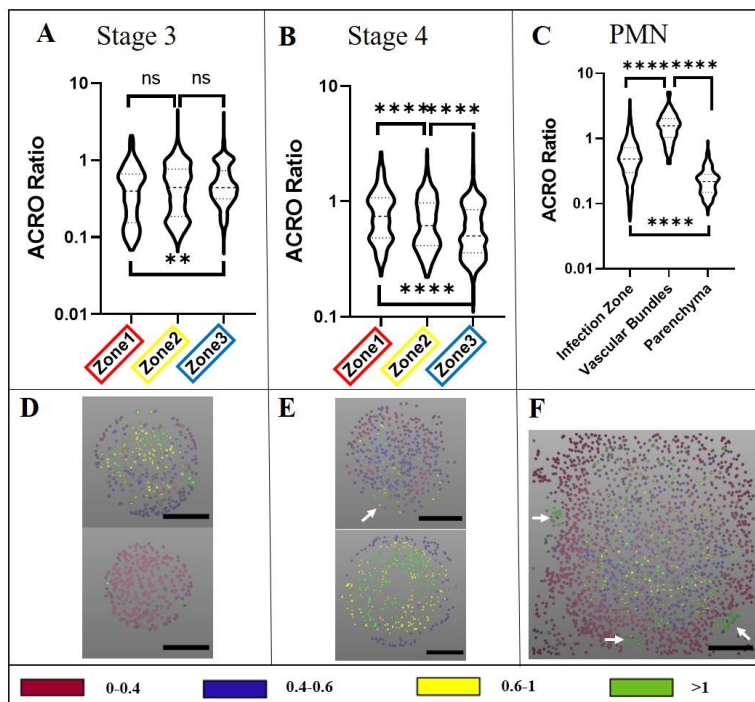 A Stage 3
ns ns
10
1
0.1
0.01
ACRO Ratio
**
Zone1 Zone2 Zone3
B Stage 4
**** ****
10
1
0.1
ACRO Ratio
****
Zone1 Zone2 Zone3
C PMN
**** ****
10
1
0.1
0.01
ACRO Ratio
****
Infection Zone
Vascular Bundles
Parenchyma
D
E
F
0-0.4 0.4-0.6 0.6-1 >1